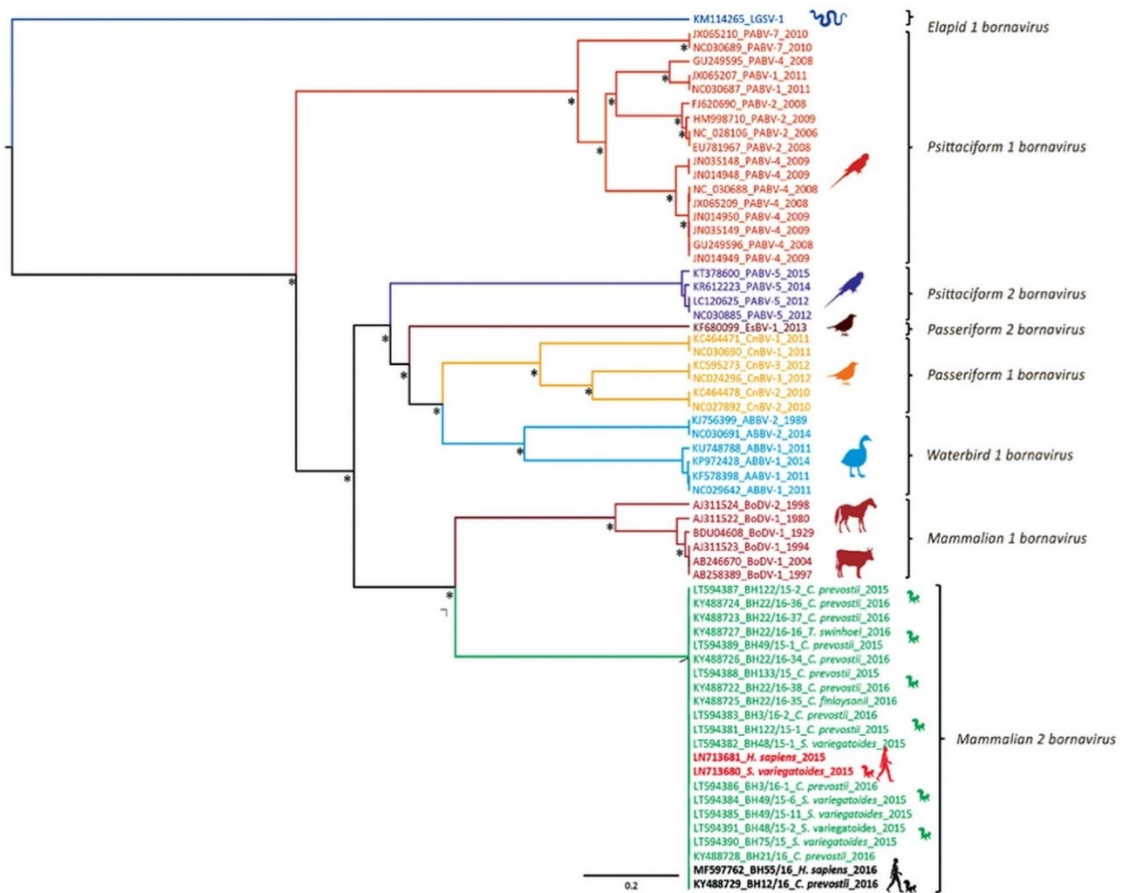 KM114265_LGSV-1
Elapid 1 bornavirus
JX065210_PABV-7_2010
NC030689_PABV-7_2010
GU249595_PABV-4_2008
JX065207_PABV-1_2011
NC030687_PABV-1_2011
FJ620690_PABV-2_2008
HM998710_PABV-2_2009
NC_028106_PABV-2_2006
EU781967_PABV-2_2008
Psittaciform 1 bornavirus
JN035148_PABV-4_2009
JN014948_PABV-4_2009
NC_030688_PABV-4_2008
JX065209_PABV-4_2008
JN014950_PABV-4_2009
JN035149_PABV-4_2009
GU249596_PABV-4_2008
JN014949_PABV-4_2009
KT378600_PABV-5_2015
KR612223_PABV-5_2014
Psittaciform 2 bornavirus
LC120625_PABV-5_2012
NC030885_PABV-5_2012
KF680099_EsBV-1_2013
Passeriform 2 bornavirus
KC464471_CnBV-1_2011
NC030690_CnBV-1_2011
KC595273_CnBV-3_2012
NC024296_CnBV-3_2012
Passeriform 1 bornavirus
KC464478_CnBV-2_2010
NC027892_CnBV-2_2010
KJ756399_ABBV-2_1989
NC030691_ABBV-2_2014
KU748788_ABBV-1_2011
Waterbird 1 bornavirus
KP972428_ABBV-1_2014
KF578398_AABV-1_2011
NC029642_ABBV-1_2011
AJ311524_BoDV-2_1998
AJ311522_BoDV-1_1980
BDU04608_BoDV-1_1929
Mammalian 1 bornavirus
AJ311523_BoDV-1_1994
AB246670_BoDV-1_2004
AB258389_BoDV-1_1997
LT594387_BH122/15-2_C. prevostii_2015
KY488724_BH22/16-36_C. prevostii_2016
KY488723_BH22/16-37_C. prevostii_2016
KY488727_BH22/16-16_T. swinhoei_2016
LT594389_BH49/15-1_C. prevostii_2015
KY488726_BH22/16-34_C. prevostii_2016
LT594388_BH133/15_C. prevostii_2015
KY488722_BH22/16-38_C. prevostii_2016
KY488725_BH22/16-35_C. finlaysonii_2016
LT594383_BH3/16-2_C. prevostii_2016
LT594381_BH122/15-1_C. prevostii_2015
Mammalian 2 bornavirus
LT594382_BH48/15-1_S. variegatoides_2015
LN713681_H. sapiens_2015
LN713680_S. variegatoides_2015
LT594386_BH3/16-1_C. prevostii_2016
LT594384_BH49/15-6_S. variegatoides_2015
LT594385_BH49/15-11_S. variegatoides_2015
LT594391_BH48/15-2_S. variegatoides_2015
LT594390_BH75/15_S. variegatoides_2015
KY488728_BH21/16_C. prevostii_2016
MF597762_BH55/16_H. sapiens_2016
KY488729_BH12/16_C. prevostii_2016
0.2